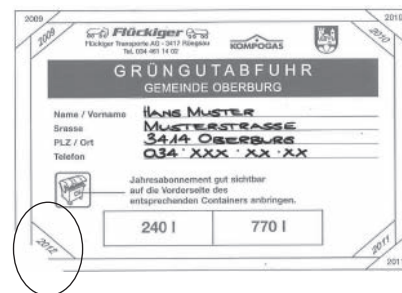 2009
2010
2009
2010
Flückiger
Flückiger Transporte AG - 3417 Rüegsau
Tel. 034 461 14 02
KOMPOGAS
GRÜNGUTABFUHR
GEMEINDE OBERBURG
Name / Vorname HANS MUSTER
Srasse MUSTERSTRASSE
PLZ / Ort 3414 OBERBURG
Telefon 034 XXX XX XX
Jahresabonnement gut sichtbar
auf die Vorderseite des
entsprechenden Containers anbringen.
240 l 770 l
2012
2011
2011